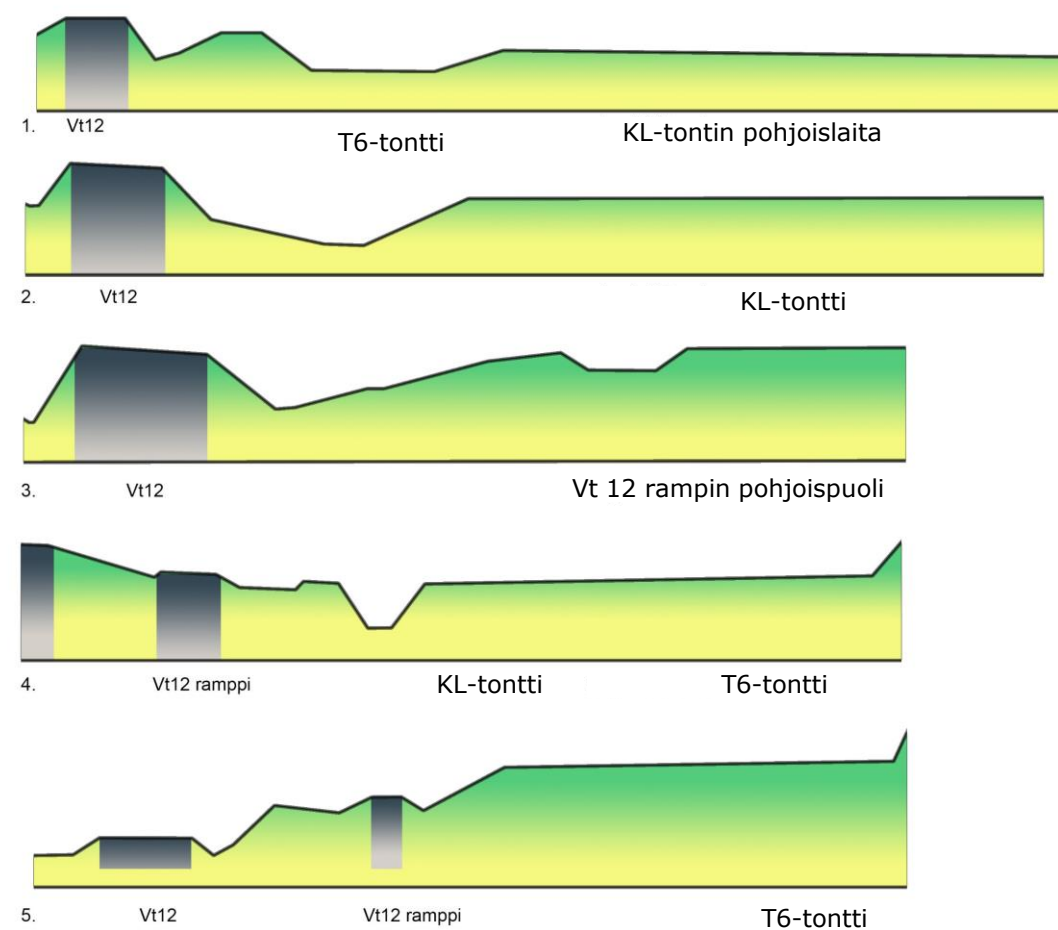 1. Vt12 T6-tontti KL-tontin pohjoislaita
2. Vt12 KL-tontti
3. Vt12 Vt 12 rampin pohjoispuoli
4. Vt12 ramppi KL-tontti T6-tontti
5. Vt12 Vt12 ramppi T6-tontti